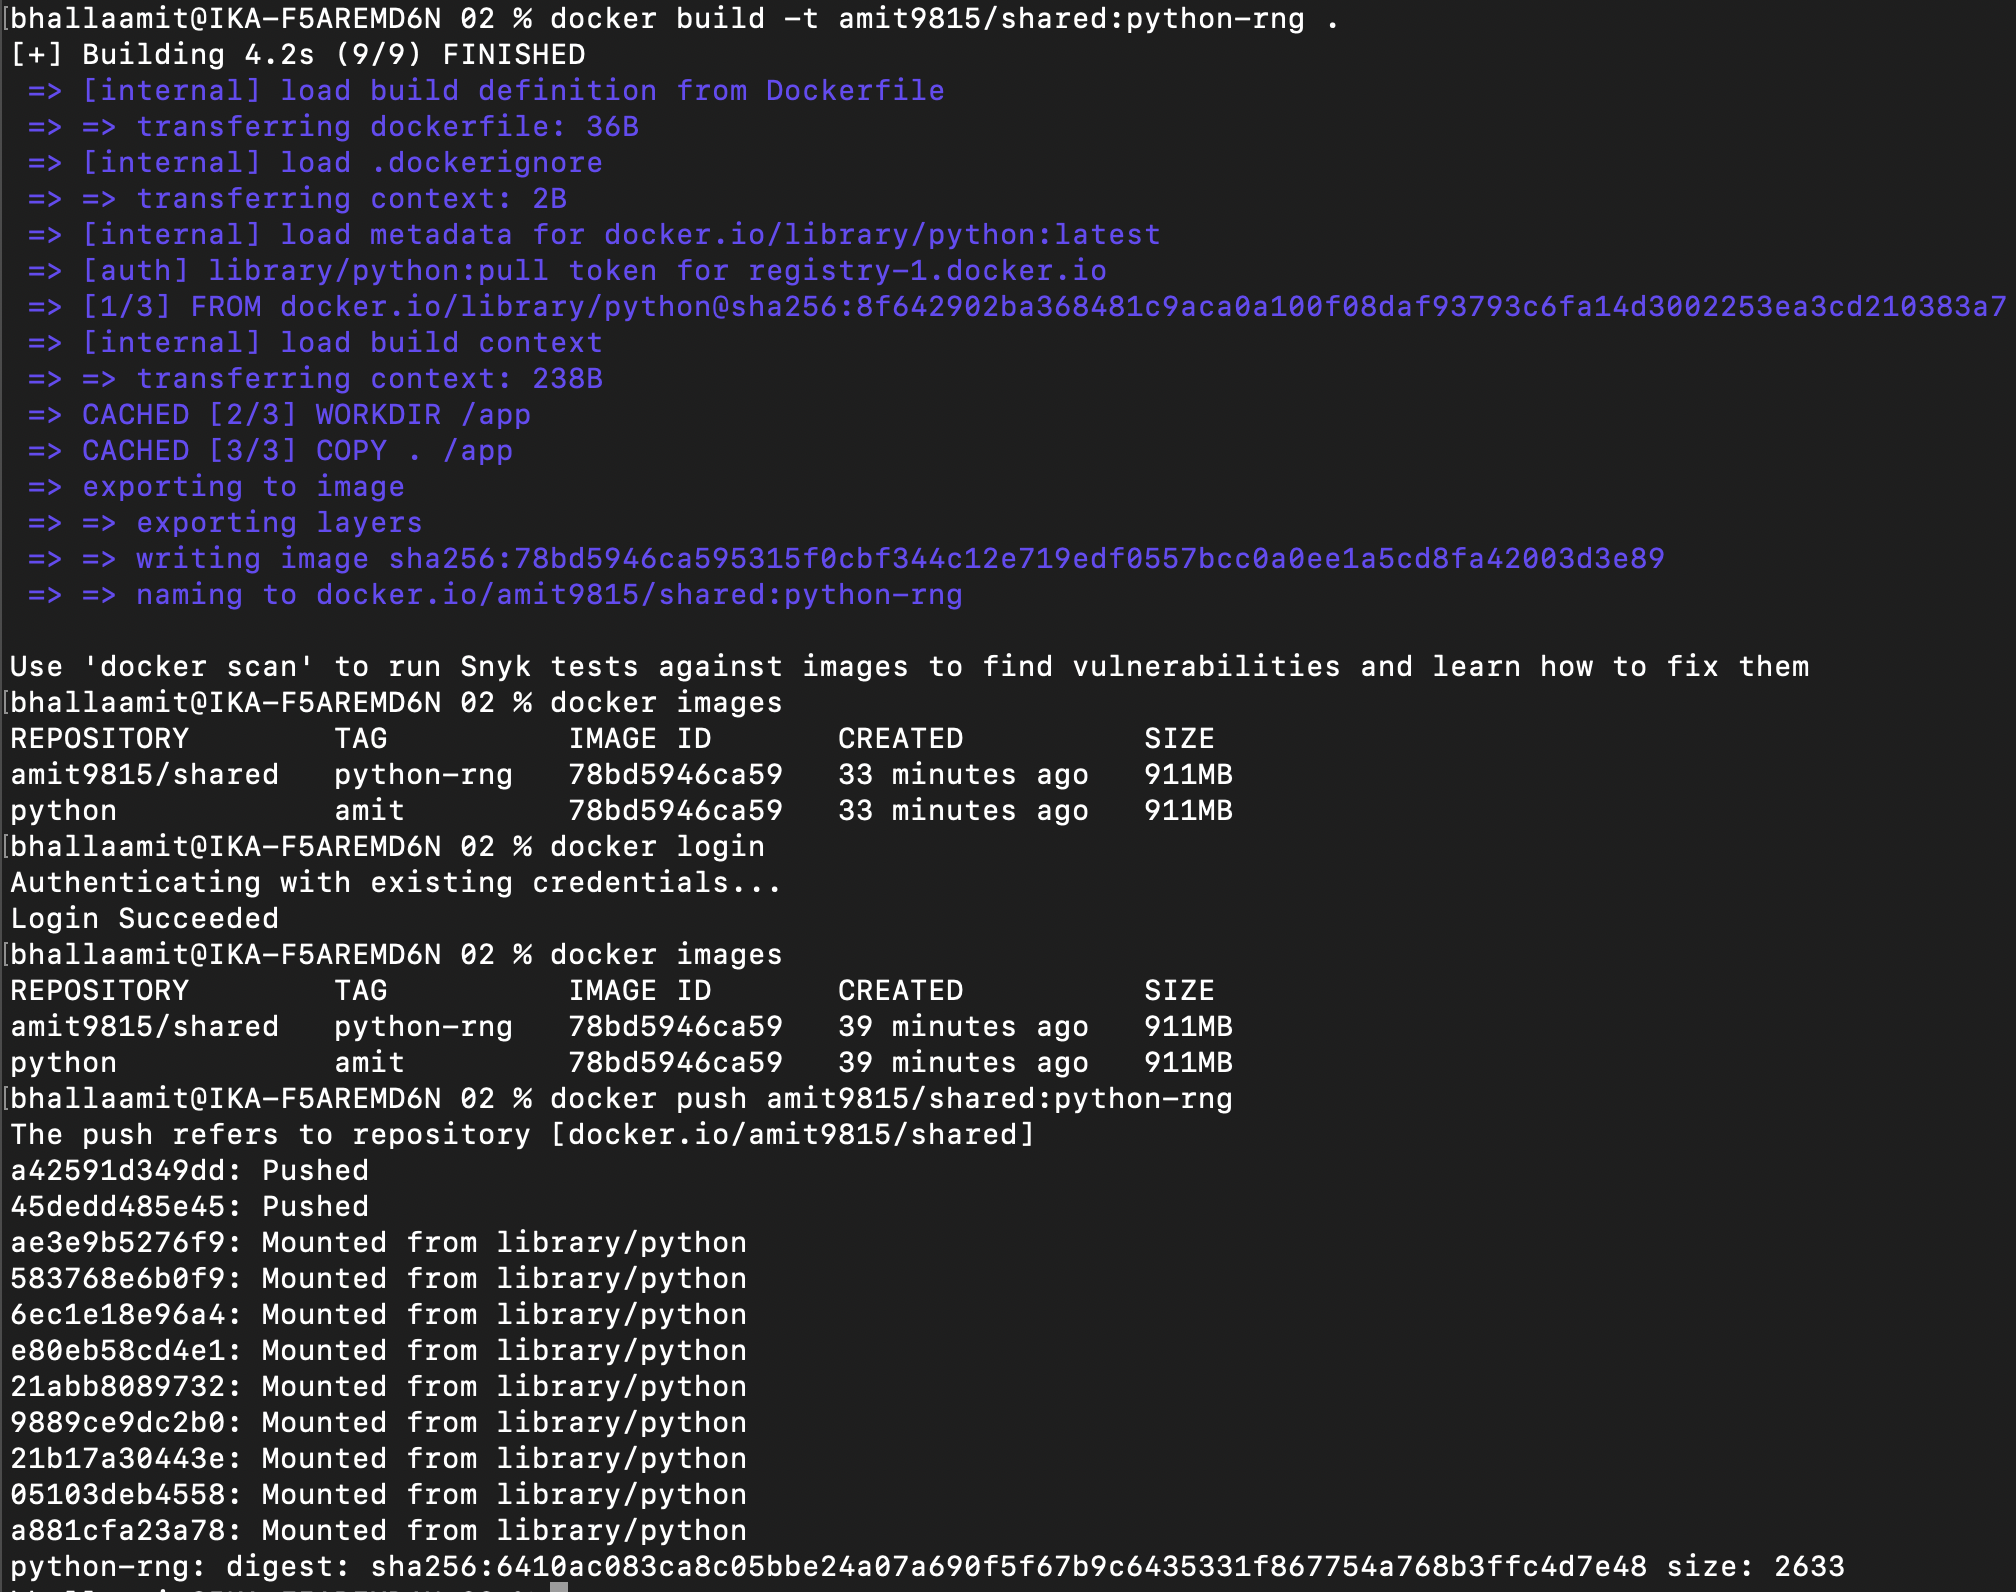 [bhallaamit@IKA-F5AREMD6N 02 % docker build -t amit9815/shared:python-rng .
[+] Building 4.2s (9/9) FINISHED
=> [internal] load build definition from Dockerfile
=> => transferring dockerfile: 36B
=> [internal] load .dockerignore
=> => transferring context: 2B
=> [internal] load metadata for docker.io/library/python:latest
=> [auth] library/python:pull token for registry-1.docker.io
=> [1/3] FROM docker.io/library/python@sha256:8f642902ba368481c9aca0a100f08daf93793c6fa14d3002253ea3cd210383a7
=> [internal] load build context
=> => transferring context: 238B
=> CACHED [2/3] WORKDIR /app
=> CACHED [3/3] COPY . /app
=> exporting to image
=> => exporting layers
=> => writing image sha256:78bd5946ca595315f0cbf344c12e719edf0557bcc0a0ee1a5cd8fa42003d3e89
=> => naming to docker.io/amit9815/shared:python-rng
Use 'docker scan' to run Snyk tests against images to find vulnerabilities and learn how to fix them
[bhallaamit@IKA-F5AREMD6N 02 % docker images
REPOSITORY        TAG          IMAGE ID       CREATED          SIZE
amit9815/shared   python-rng   78bd5946ca59   33 minutes ago   911MB
python            amit         78bd5946ca59   33 minutes ago   911MB
[bhallaamit@IKA-F5AREMD6N 02 % docker login
Authenticating with existing credentials...
Login Succeeded
[bhallaamit@IKA-F5AREMD6N 02 % docker images
REPOSITORY        TAG          IMAGE ID       CREATED          SIZE
amit9815/shared   python-rng   78bd5946ca59   39 minutes ago   911MB
python            amit         78bd5946ca59   39 minutes ago   911MB
[bhallaamit@IKA-F5AREMD6N 02 % docker push amit9815/shared:python-rng
The push refers to repository [docker.io/amit9815/shared]
a42591d349dd: Pushed
45dedd485e45: Pushed
ae3e9b5276f9: Mounted from library/python
583768e6b0f9: Mounted from library/python
6ec1e18e96a4: Mounted from library/python
e80eb58cd4e1: Mounted from library/python
21abb8089732: Mounted from library/python
9889ce9dc2b0: Mounted from library/python
21b17a30443e: Mounted from library/python
05103deb4558: Mounted from library/python
a881cfa23a78: Mounted from library/python
python-rng: digest: sha256:6410ac083ca8c05bbe24a07a690f5f67b9c6435331f867754a768b3ffc4d7e48 size: 2633